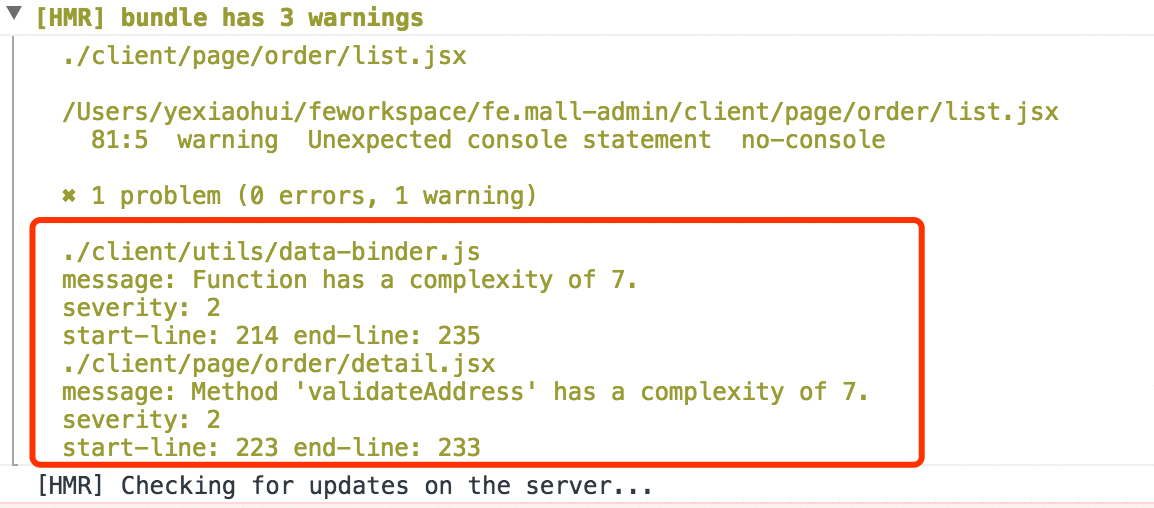 [HMR] bundle has 3 warnings
./client/page/order/list.jsx
/Users/yexiaohui/feworkspace/fe.mall-admin/client/page/order/list.jsx
81:5  warning  Unexpected console statement  no-console
✖ 1 problem (0 errors, 1 warning)
./client/utils/data-binder.js
message: Function has a complexity of 7.
severity: 2
start-line: 214 end-line: 235
./client/page/order/detail.jsx
message: Method 'validateAddress' has a complexity of 7.
severity: 2
start-line: 223 end-line: 233
[HMR] Checking for updates on the server...